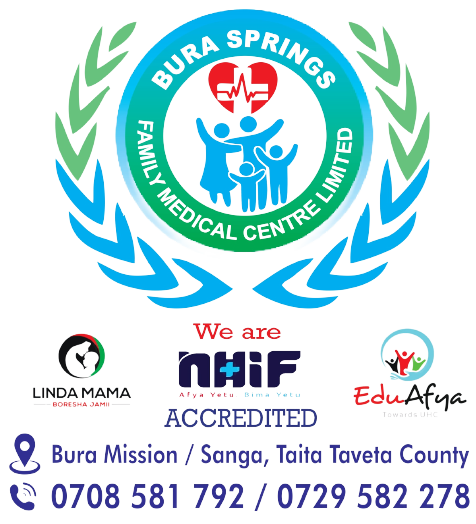 BURA SPRINGS
FAMILY MEDICAL CENTRE LIMITED
We are
NHiF
Afya Yetu Bima Yetu
LINDA MAMA
BORESHA JAMII
EduAfya
Towards UHC
ACCREDITED
Bura Mission / Sanga, Taita Taveta County
0708 581 792 / 0729 582 278